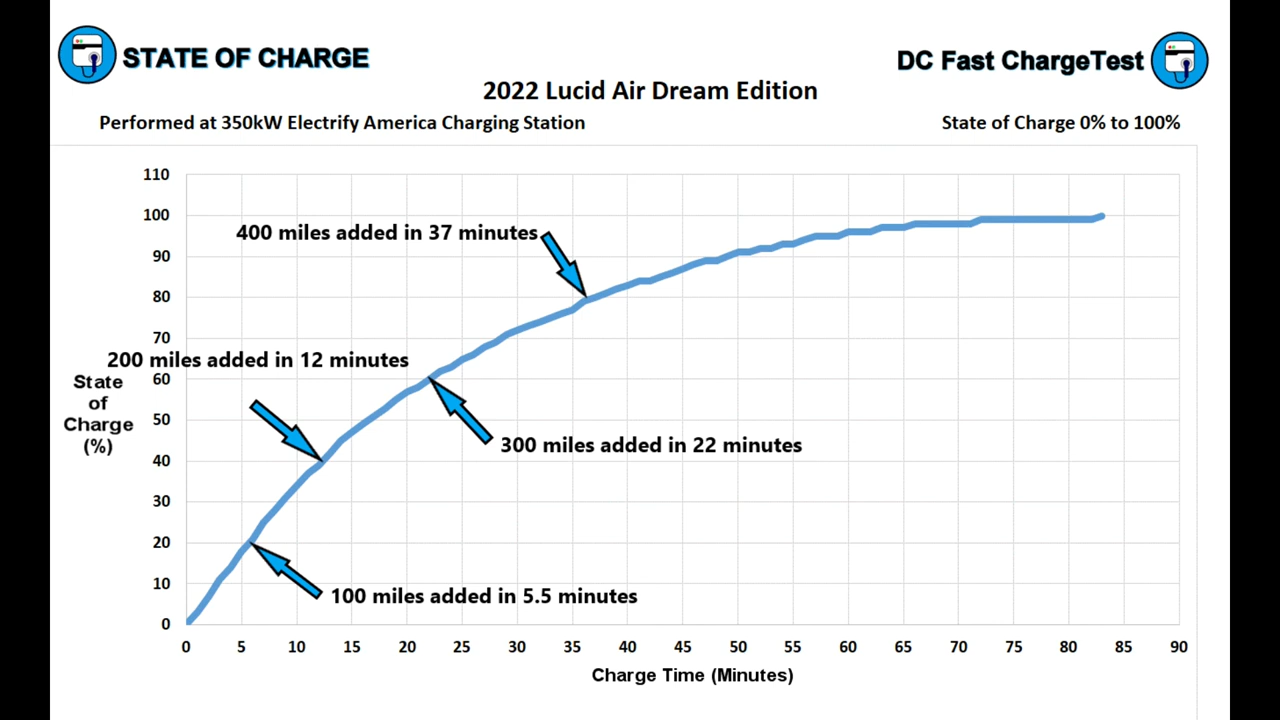 STATE OF CHARGE
DC Fast ChargeTest
2022 Lucid Air Dream Edition
Performed at 350kW Electrify America Charging Station
State of Charge 0% to 100%
110
100
400 miles added in 37 minutes
90
80
70
200 miles added in 12 minutes
60
State
of
Charge
(%)
50
300 miles added in 22 minutes
40
30
20
10
100 miles added in 5.5 minutes
0
0 5 10 15 20 25 30 35 40 45 50 55 60 65 70 75 80 85 90
Charge Time (Minutes)